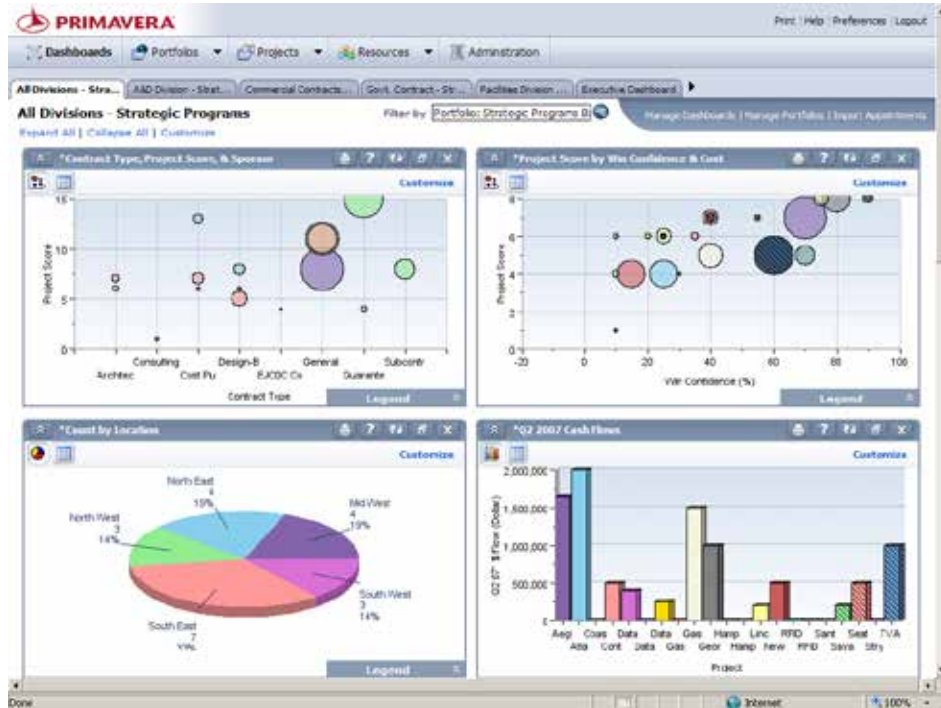 PRIMAVERA
Print Help Preferences Logout
Dashboards Portfolios Projects Resources Administration
All Divisions - Stra... A&D Division - Strat... Commercial Contracts... Govt. Contract - Str... Facilities Division ... Executive Dashboard
All Divisions - Strategic Programs
Filter by Portfolio: Strategic Programs B
Manage Dashboards | Manage Portfolios |
Expand All | Collapse All | Customize
*Contract Type, Project Score, & Sponsor
Customize
15
10
5
0
Project Score
Architec Consulting Cost Pu Design-B EJCDC Co General Guarante Subcontr
Contract Type
Legend
*Project Score by Win Confidence & Cost
Customize
8
6
4
2
0
Project Score
-20 0 20 40 60 80 100
Win Confidence (%)
Legend
*Count by Location
Customize
North East
4
19%
Mid-West
4
19%
North West
3
14%
South West
3
14%
South East
7
Legend
*Q2 2007 Cash Flows
Customize
2,000,000
1,500,000
1,000,000
500,000
0
Q2 07' $ Flow (Dollar)
Aegi Coas Data Data Gas Hamp Linc RFID Sant Seat TVA
Atla Cont Data Gas Geor Hamp New RFID Sava Stry
Project
Done
Internet
100%